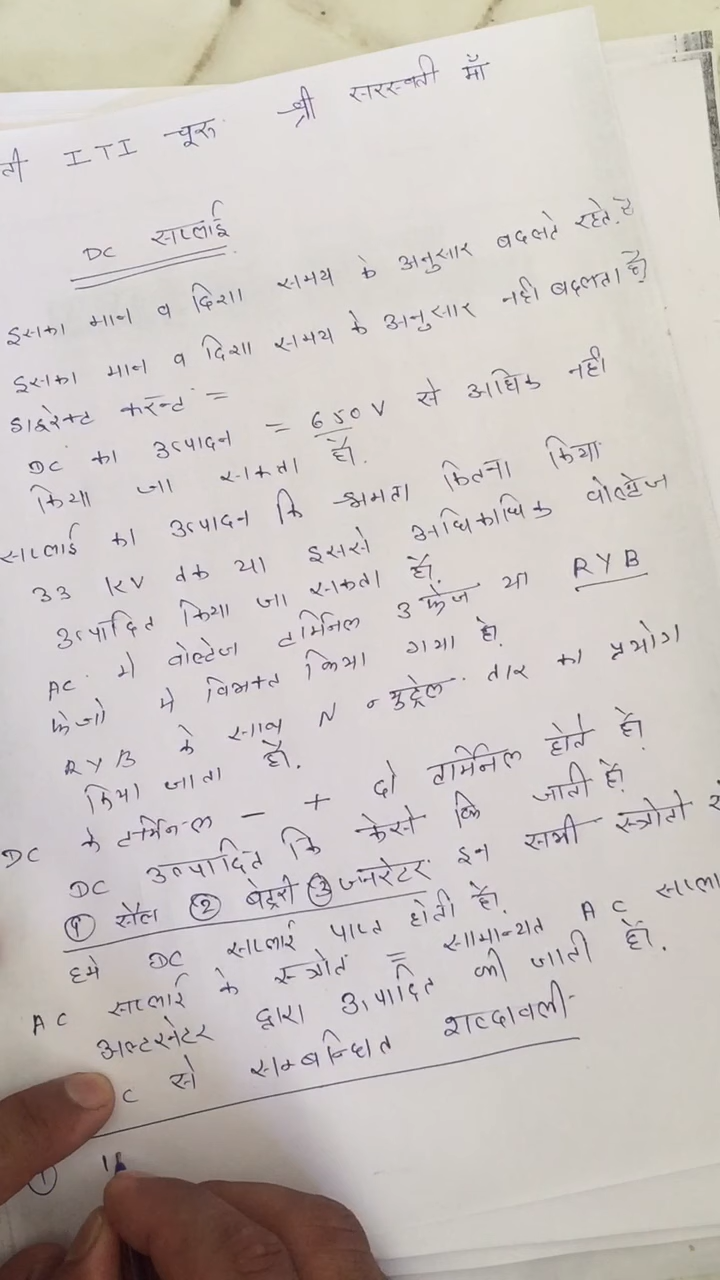 ती ITI चूरू श्री सरस्वती माँ
DC सप्लाई
इसका मान व दिशा समय के अनुसार बदलते रहते है
इसका मान व दिशा समय के अनुसार नही बदलता है
डाइरेक्ट करॅन्ट =
DC का उत्पादन = 650 V से अधिक नही
किया जा सकता है.
सप्लाई का उत्पादन कि क्षमता कितना किया
33 KV तक या इससे अधिकाधिक वोल्टेज
उत्पादित किया जा सकता है.
AC मे वोल्टेज टर्मिनल 3 फेज या RYB
फेजो मे विभक्त किया गया है.
RYB के साथ N = न्युट्रल तार का प्रयोग
किया जाता है.
DC के टर्मिनल - + दो टर्मिनल होते है.
DC उत्पादित कि केसे कि जाती है.
① सैल ② बेट्ररी ③ जनरेटर इन सभी स्त्रोतो से
हमे DC सप्लाई प्राप्त होती है.
AC सप्लाई के स्त्रोत = सामान्यत AC सप्लाई
अल्टरनेटर द्वारा उत्पादित की जाती है.
C से सम्बन्धित शब्दावली
①